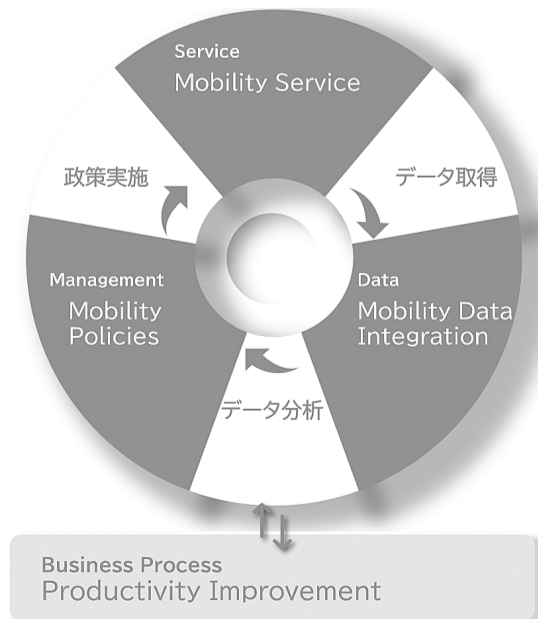 Service
Mobility Service
政策実施
データ取得
Management
Mobility
Policies
Data
Mobility Data
Integration
データ分析
Business Process
Productivity Improvement